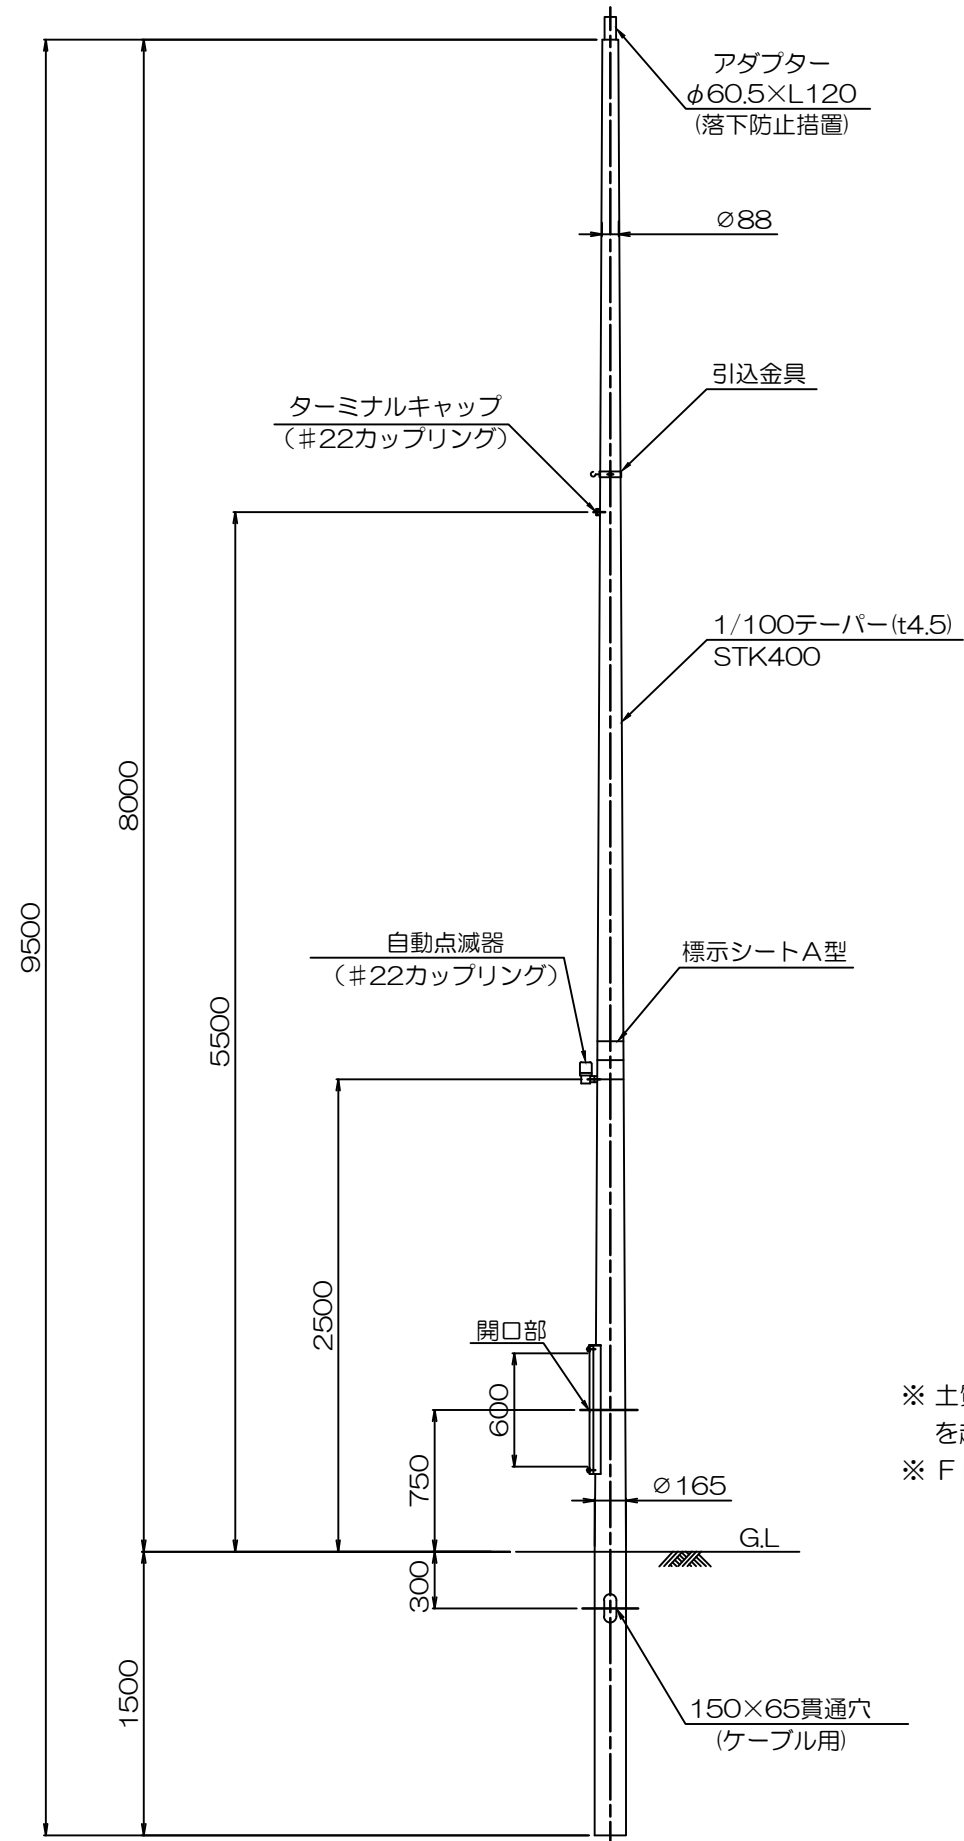 アダプター
φ60.5×L120
(落下防止措置)
∅88
引込金具
ターミナルキャップ
(♯22カップリング)
1/100テーパー(t4.5)
STK400
8000
9500
自動点滅器
(♯22カップリング)
標示シートA型
5500
2500
開口部
600
750
※ 土
を
※ F
∅165
G.L
300
1500
150×65貫通穴
(ケーブル用)